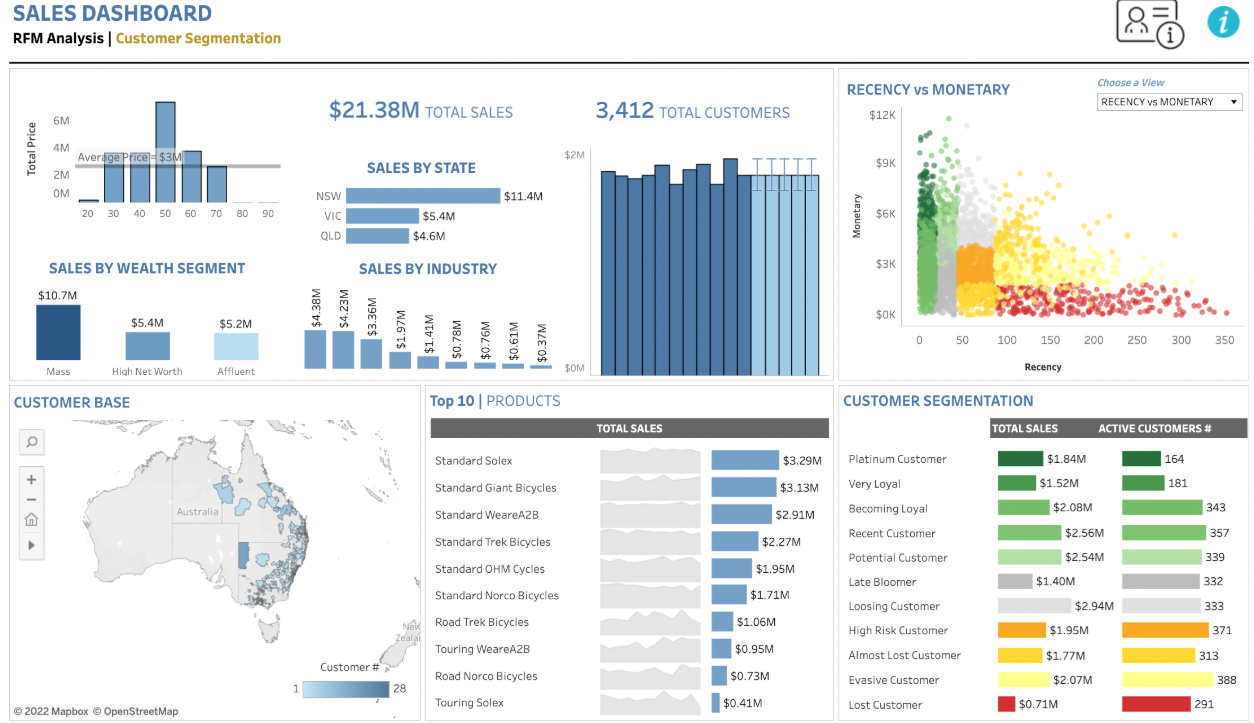 SALES DASHBOARD
RFM Analysis | Customer Segmentation
Total Price
6M
4M
2M
0M
Average Price = $3M
20 30 40 50 60 70 80 90
$21.38M TOTAL SALES
SALES BY STATE
NSW $11.4M
VIC $5.4M
QLD $4.6M
SALES BY WEALTH SEGMENT
$10.7M $5.4M $5.2M
Mass High Net Worth Affluent
SALES BY INDUSTRY
$4.38M $4.23M $3.36M $1.97M $1.41M $0.78M $0.76M $0.61M $0.37M
3,412 TOTAL CUSTOMERS
$2M
$0M
RECENCY vs MONETARY
Choose a View
RECENCY vs MONETARY
Monetary
$12K
$9K
$6K
$3K
$0K
0 50 100 150 200 250 300 350
Recency
CUSTOMER BASE
Australia
New
Zealan
Customer #
1 28
© 2022 Mapbox © OpenStreetMap
Top 10 | PRODUCTS
TOTAL SALES
Standard Solex $3.29M
Standard Giant Bicycles $3.13M
Standard WeareA2B $2.91M
Standard Trek Bicycles $2.27M
Standard OHM Cycles $1.95M
Standard Norco Bicycles $1.71M
Road Trek Bicycles $1.06M
Touring WeareA2B $0.95M
Road Norco Bicycles $0.73M
Touring Solex $0.41M
CUSTOMER SEGMENTATION
TOTAL SALES ACTIVE CUSTOMERS #
Platinum Customer $1.84M 164
Very Loyal $1.52M 181
Becoming Loyal $2.08M 343
Recent Customer $2.56M 357
Potential Customer $2.54M 339
Late Bloomer $1.40M 332
Loosing Customer $2.94M 333
High Risk Customer $1.95M 371
Almost Lost Customer $1.77M 313
Evasive Customer $2.07M 388
Lost Customer $0.71M 291